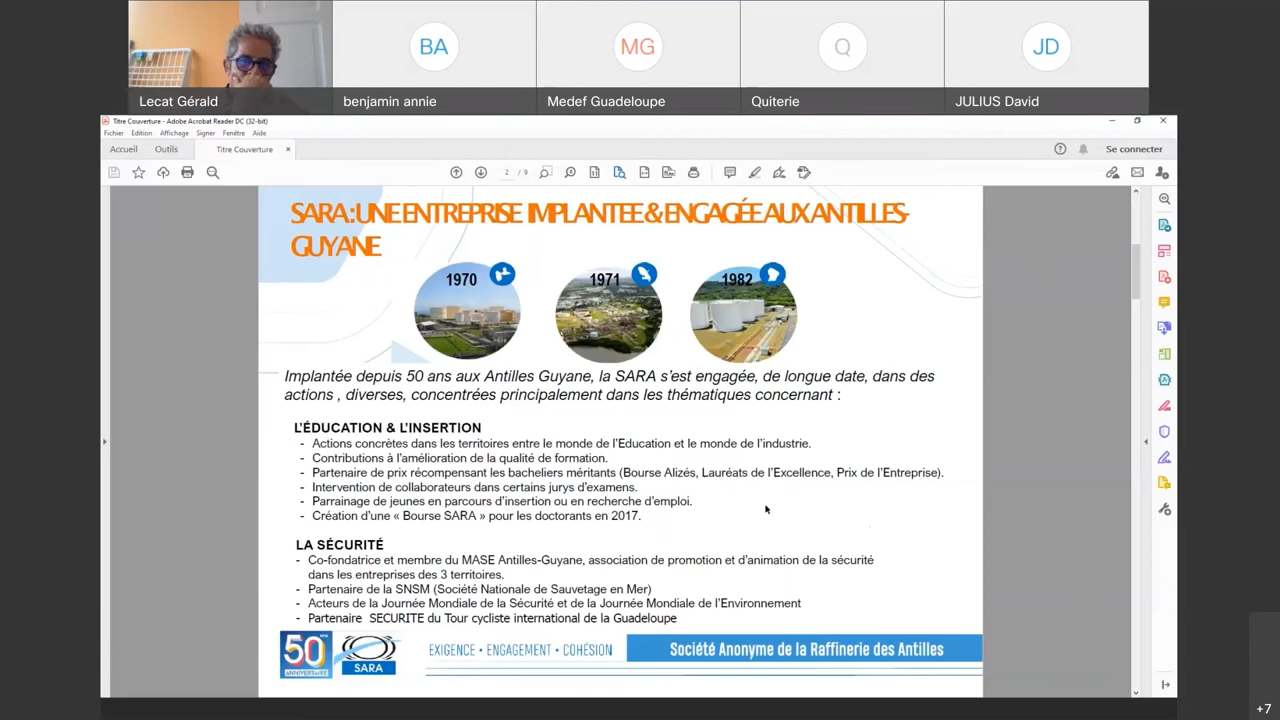 BA
MG
Q
JD
Lecat Gérald
benjamin annie
Medef Guadeloupe
Quiterie
JULIUS David
Titre Couverture - Adobe Acrobat Reader DC (32-bit)
Fichier Edition Affichage Signer Fenêtre Aide
Accueil Outils Titre Couverture × Se connecter
2 / 9
SARA : UNE ENTREPRISE IMPLANTEE & ENGAGÉE AUX ANTILLES-
GUYANE
1970 1971 1982
Implantée depuis 50 ans aux Antilles Guyane, la SARA s'est engagée, de longue date, dans des
actions , diverses, concentrées principalement dans les thématiques concernant :
L'ÉDUCATION & L'INSERTION
- Actions concrètes dans les territoires entre le monde de l'Education et le monde de l'industrie.
- Contributions à l'amélioration de la qualité de formation.
- Partenaire de prix récompensant les bacheliers méritants (Bourse Alizés, Lauréats de l'Excellence, Prix de l'Entreprise).
- Intervention de collaborateurs dans certains jurys d'examens.
- Parrainage de jeunes en parcours d'insertion ou en recherche d'emploi.
- Création d'une « Bourse SARA » pour les doctorants en 2017.
LA SÉCURITÉ
- Co-fondatrice et membre du MASE Antilles-Guyane, association de promotion et d'animation de la sécurité
dans les entreprises des 3 territoires.
- Partenaire de la SNSM (Société Nationale de Sauvetage en Mer)
- Acteurs de la Journée Mondiale de la Sécurité et de la Journée Mondiale de l'Environnement
- Partenaire SECURITE du Tour cycliste international de la Guadeloupe
50 ANNIVERSAIRE
SARA
EXIGENCE • ENGAGEMENT • COHÉSION
Société Anonyme de la Raffinerie des Antilles
+7